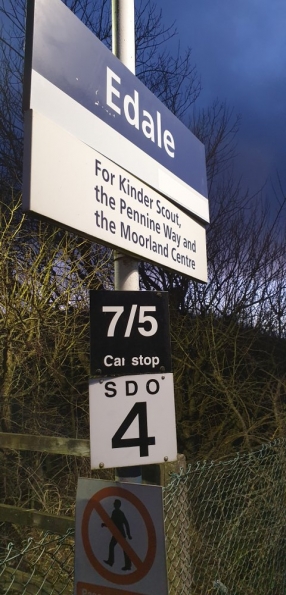 Edale
For Kinder Scout,
the Pennine Way and
the Moorland Centre
7/5
Car stop
SDO
4